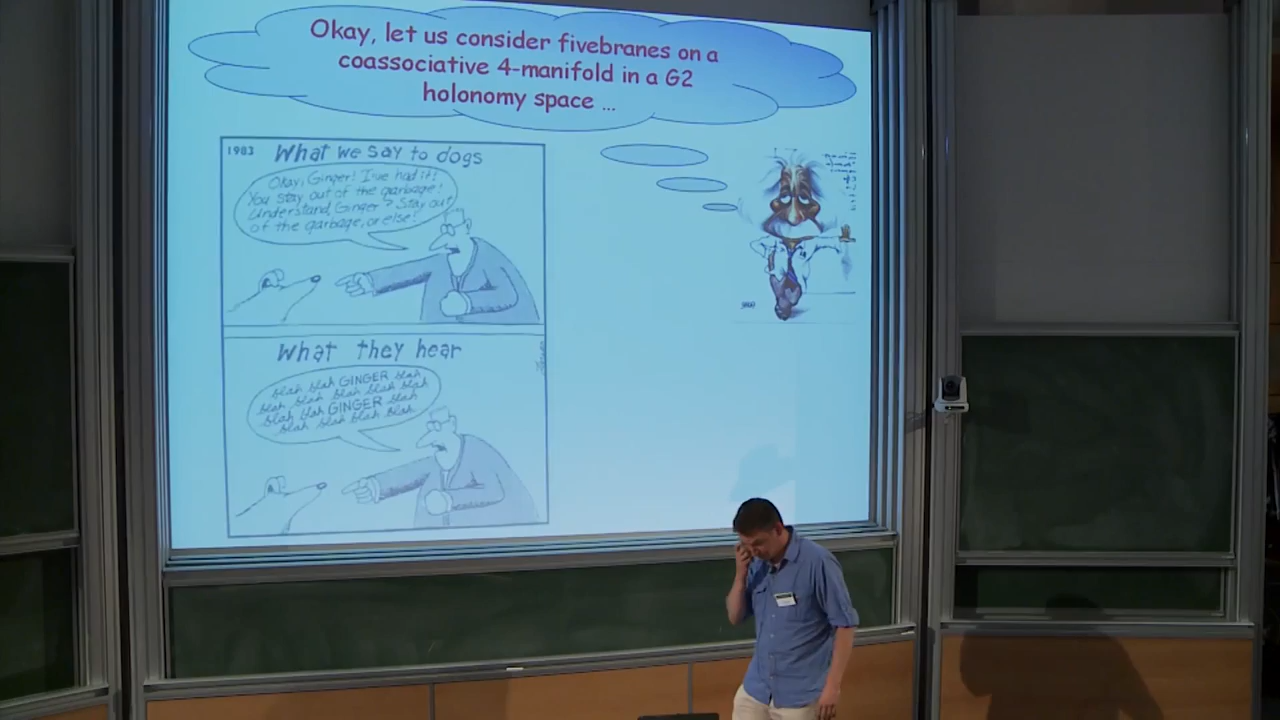 Okay, let us consider fivebranes on a
coassociative 4-manifold in a G2
holonomy space ...
1983 What we say to dogs
Okay, Ginger! I've had it!
You stay out of the garbage!
Understand, Ginger? Stay out
of the garbage, or else!
What they hear
blah blah GINGER blah
blah blah blah blah blah
blah blah GINGER blah
blah blah blah blah